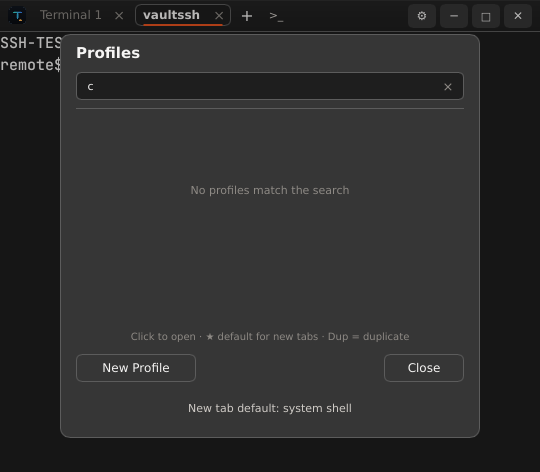 Terminal 1 × vaultssh × + >_
SSH-TES
remote$
Profiles
c ×
No profiles match the search
Click to open · ★ default for new tabs · Dup = duplicate
New Profile Close
New tab default: system shell